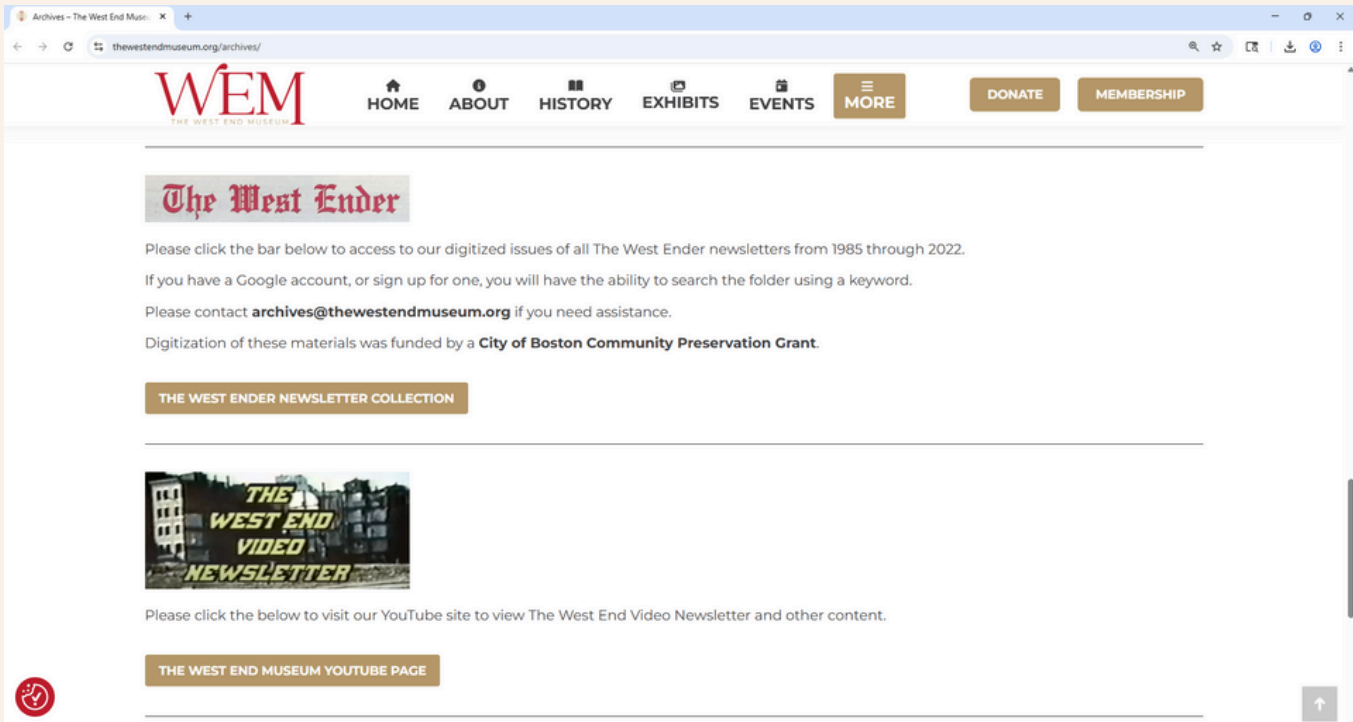 Archives – The West End Muse
thewestendmuseum.org/archives/
WEM
THE WEST END MUSEUM
HOME
ABOUT
HISTORY
EXHIBITS
EVENTS
MORE
DONATE
MEMBERSHIP
The West Ender
Please click the bar below to access to our digitized issues of all The West Ender newsletters from 1985 through 2022.
If you have a Google account, or sign up for one, you will have the ability to search the folder using a keyword.
Please contact archives@thewestendmuseum.org if you need assistance.
Digitization of these materials was funded by a City of Boston Community Preservation Grant.
THE WEST ENDER NEWSLETTER COLLECTION
THE
WEST END
VIDEO
NEWSLETTER
Please click the below to visit our YouTube site to view The West End Video Newsletter and other content.
THE WEST END MUSEUM YOUTUBE PAGE